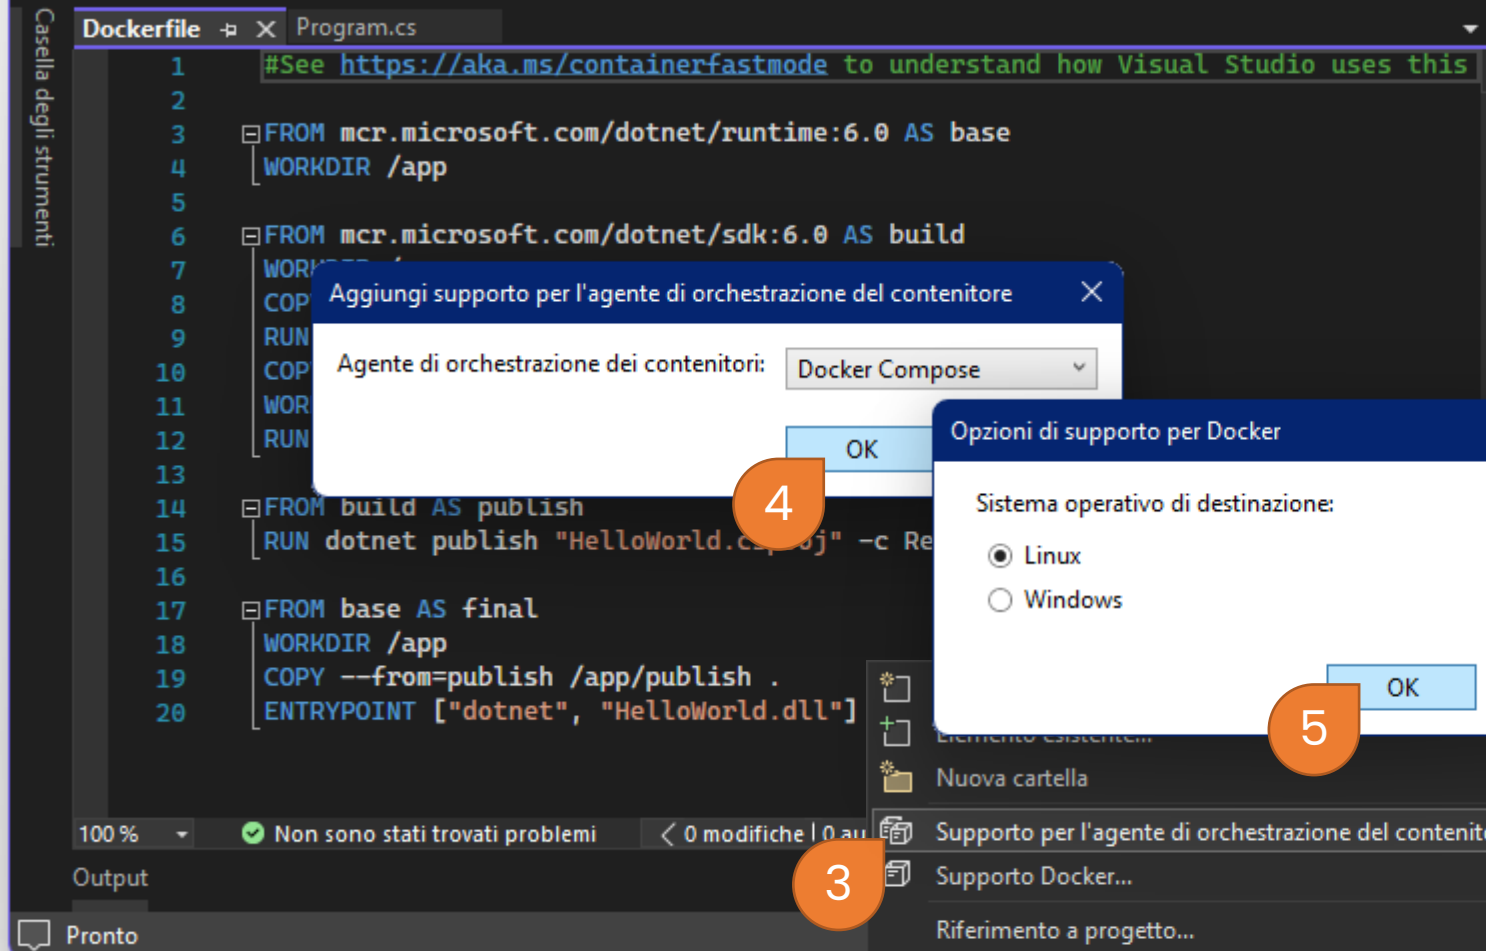 Casella degli strumenti
Dockerfile
Program.cs
1 #See https://aka.ms/containerfastmode to understand how Visual Studio uses this
2
3 FROM mcr.microsoft.com/dotnet/runtime:6.0 AS base
4 WORKDIR /app
5
6 FROM mcr.microsoft.com/dotnet/sdk:6.0 AS build
7
8
9 RUN
10
11
12 RUN
13
14 FROM build AS publish
15 RUN dotnet publish "HelloWorld.csproj" -c
16
17 FROM base AS final
18 WORKDIR /app
19 COPY --from=publish /app/publish .
20 ENTRYPOINT ["dotnet", "HelloWorld.dll"]
Aggiungi supporto per l'agente di orchestrazione del contenitore
Agente di orchestrazione dei contenitori:
Docker Compose
OK
4
Opzioni di supporto per Docker
Sistema operativo di destinazione:
Linux
Windows
OK
5
Elemento esistente...
Nuova cartella
Supporto per l'agente di orchestrazione del
3
Supporto Docker...
Riferimento a progetto...
100 %
Non sono stati trovati problemi
0 modifiche | 0
Output
Pronto